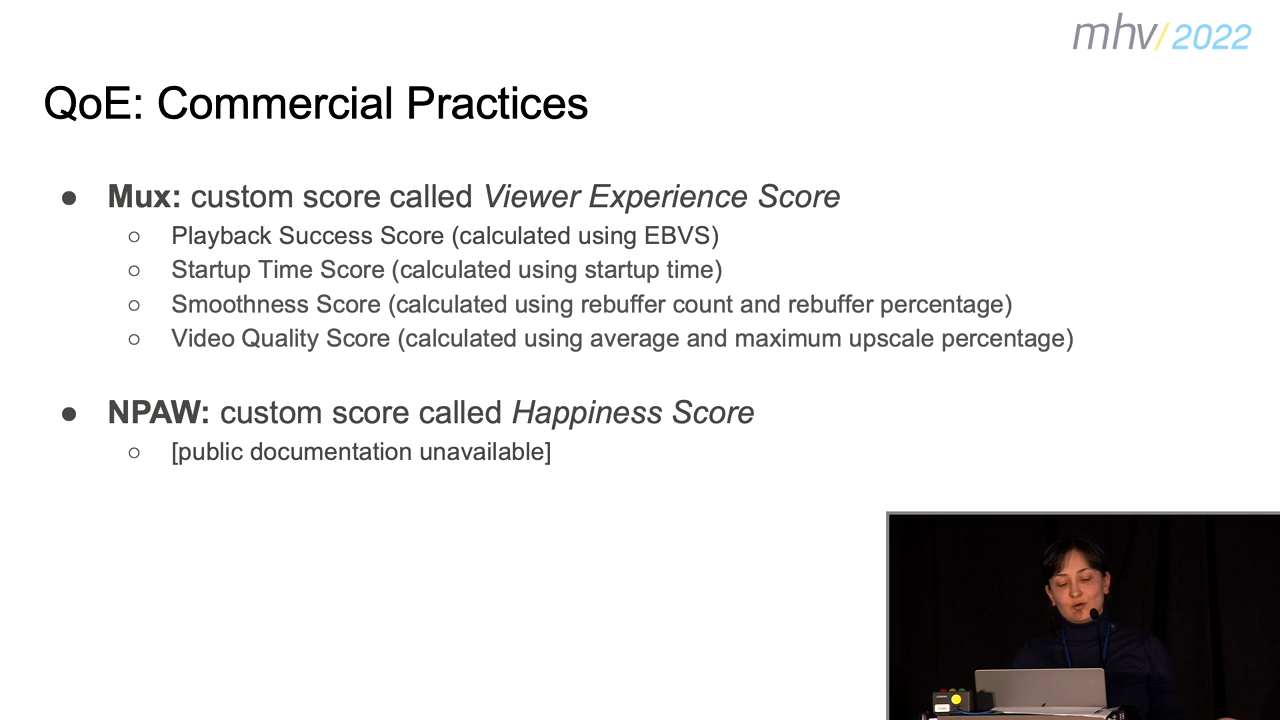 mhv/2022
QoE: Commercial Practices
● Mux: custom score called Viewer Experience Score
○ Playback Success Score (calculated using EBVS)
○ Startup Time Score (calculated using startup time)
○ Smoothness Score (calculated using rebuffer count and rebuffer percentage)
○ Video Quality Score (calculated using average and maximum upscale percentage)
● NPAW: custom score called Happiness Score
○ [public documentation unavailable]